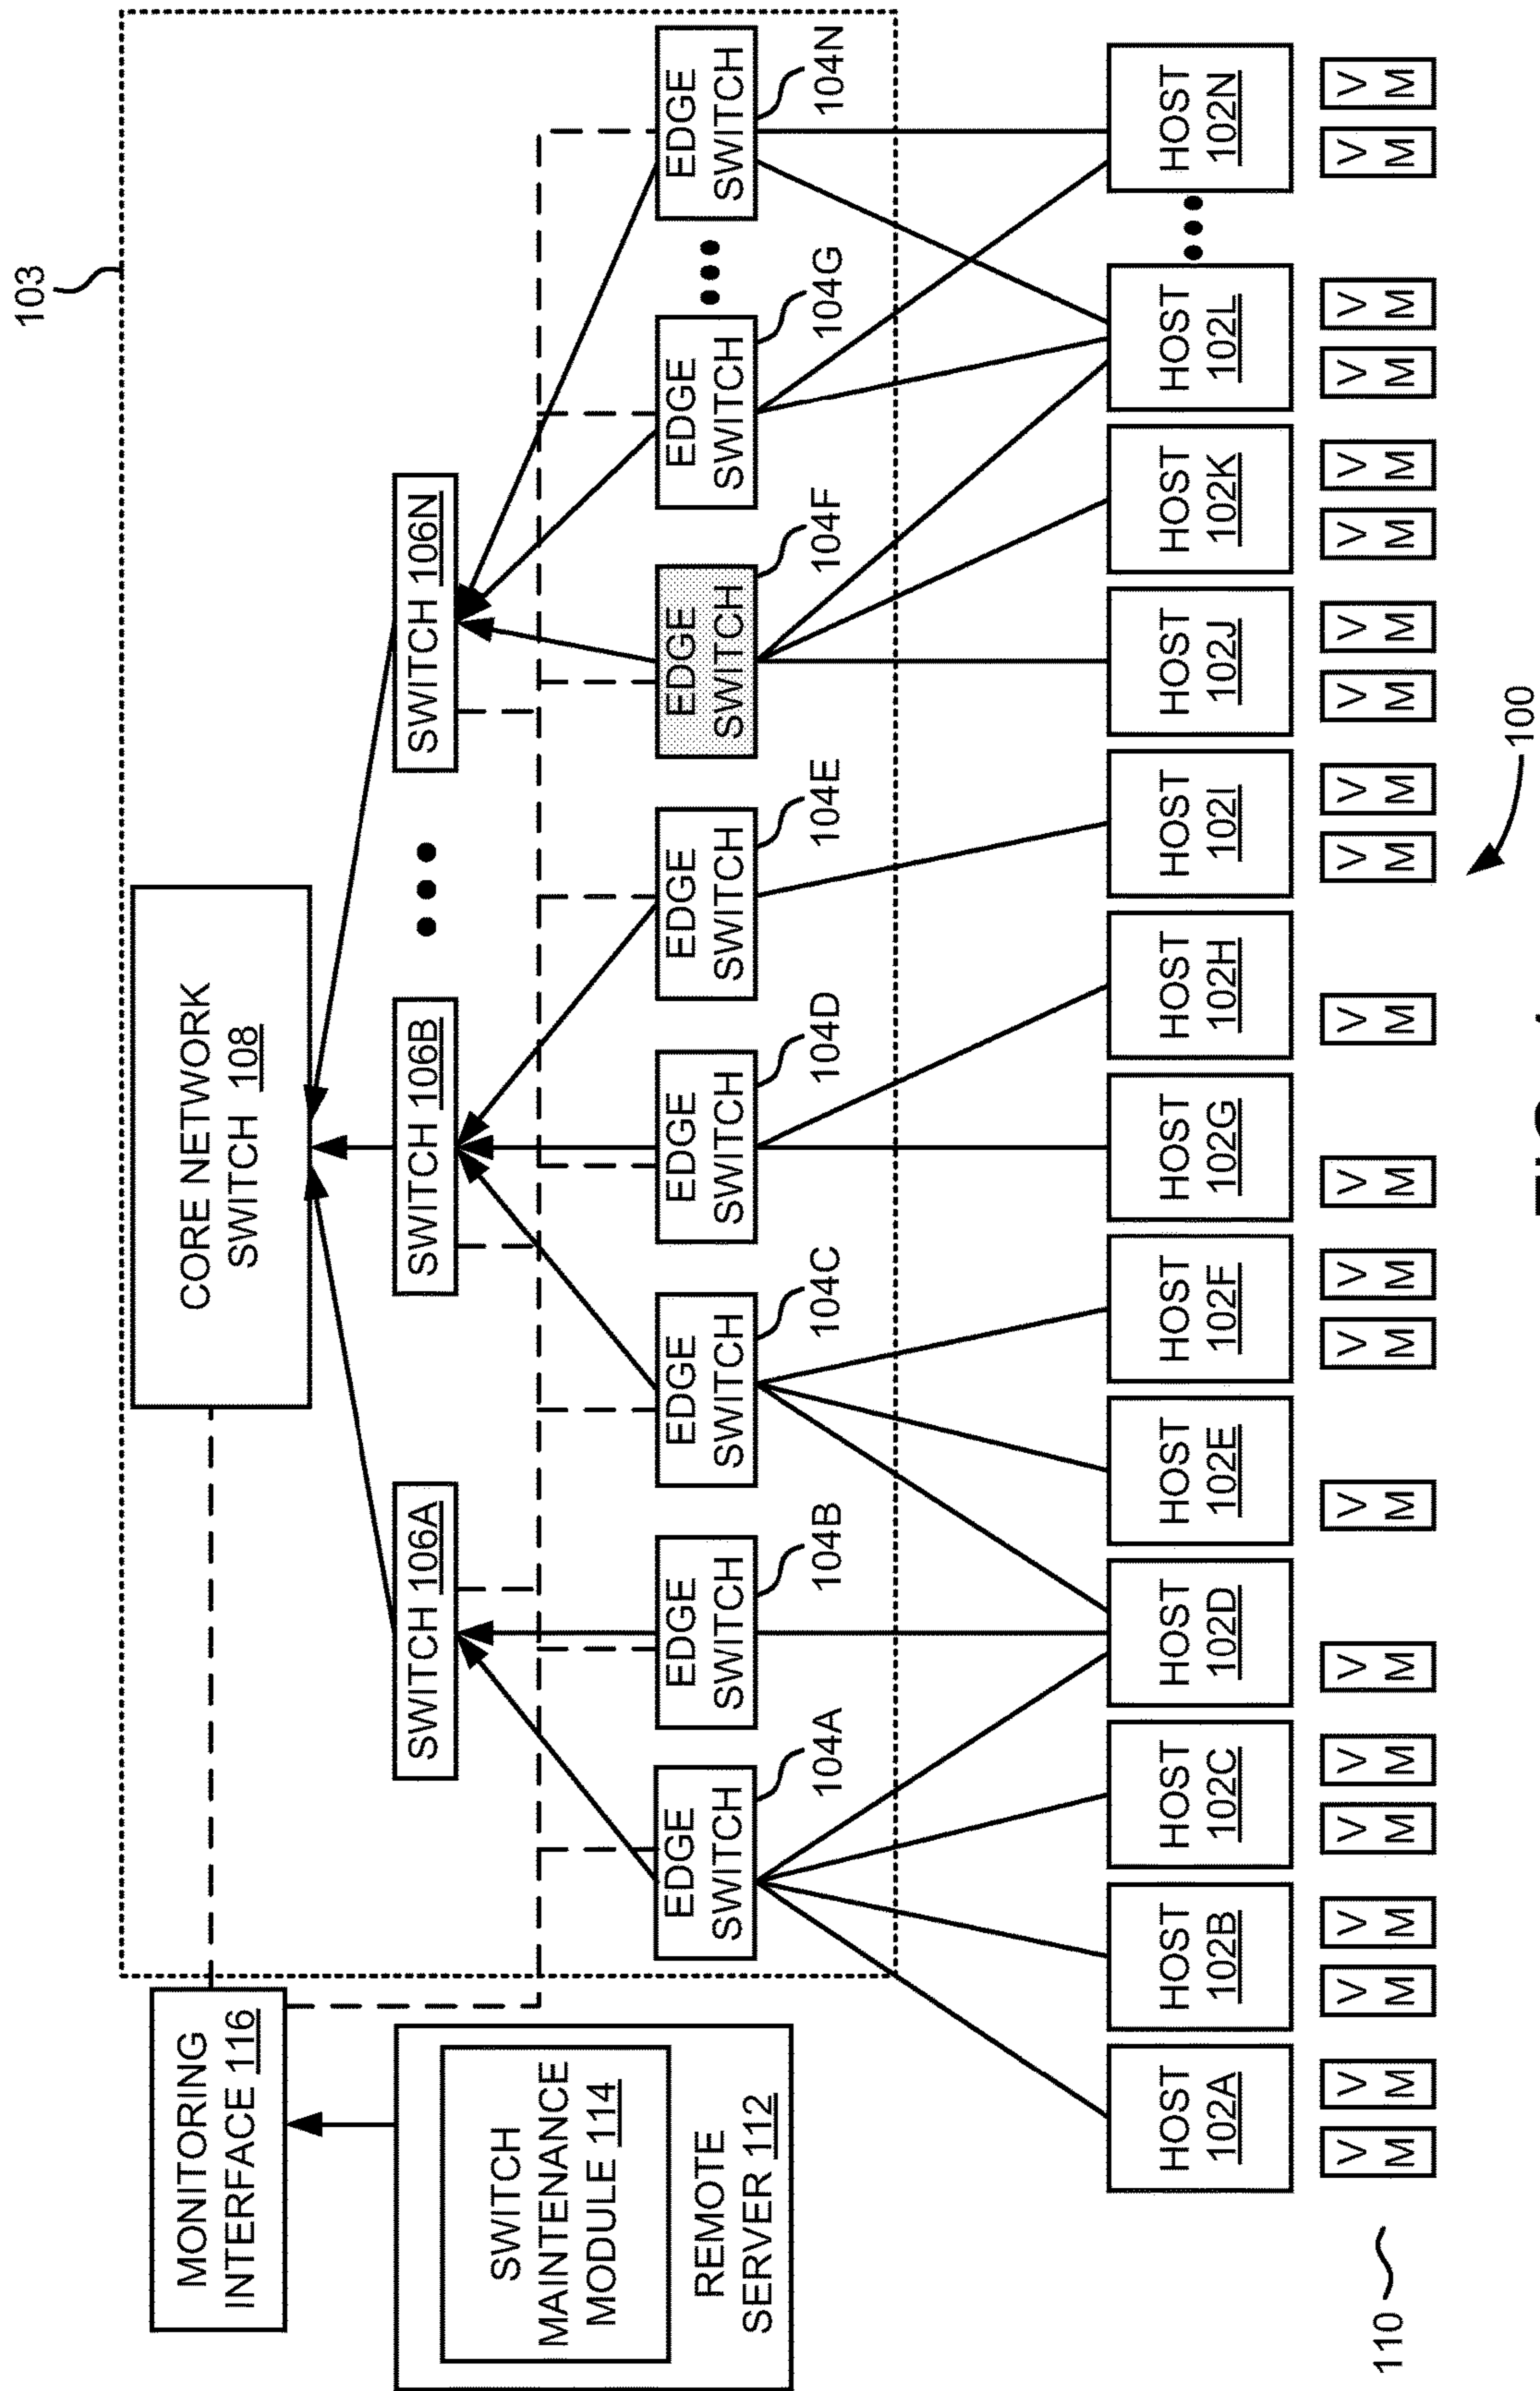 103
MONITORING
INTERFACE 116
CORE NETWORK
SWITCH 108
SWITCH 106A
SWITCH 106B
SWITCH 106N
SWITCH
MAINTENANCE
MODULE 114
REMOTE
SERVER 112
EDGE
SWITCH
104A
EDGE
SWITCH
104B
EDGE
SWITCH
104C
EDGE
SWITCH
104D
EDGE
SWITCH
104E
EDGE
SWITCH
104F
EDGE
SWITCH
104G
EDGE
SWITCH
104N
HOST
102A
HOST
102B
HOST
102C
HOST
102D
HOST
102E
HOST
102F
HOST
102G
HOST
102H
HOST
102I
HOST
102J
HOST
102K
HOST
102L
HOST
102N
110
V
M
V
M
V
M
V
M
V
M
V
M
V
M
V
M
V
M
V
M
V
M
V
M
V
M
V
M
V
M
V
M
V
M
V
M
V
M
V
M
V
M
V
M
100